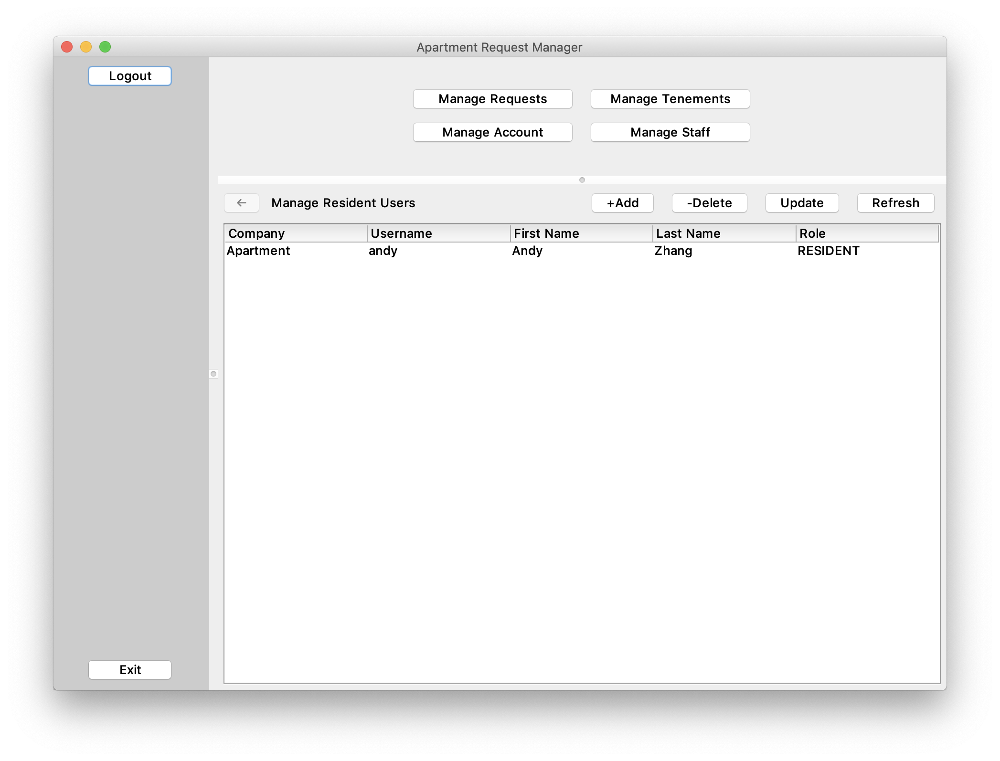 Apartment Request Manager
Logout
Manage Requests Manage Tenements
Manage Account Manage Staff
← Manage Resident Users +Add -Delete Update Refresh
Company Username First Name Last Name Role
Apartment andy Andy Zhang RESIDENT
Exit